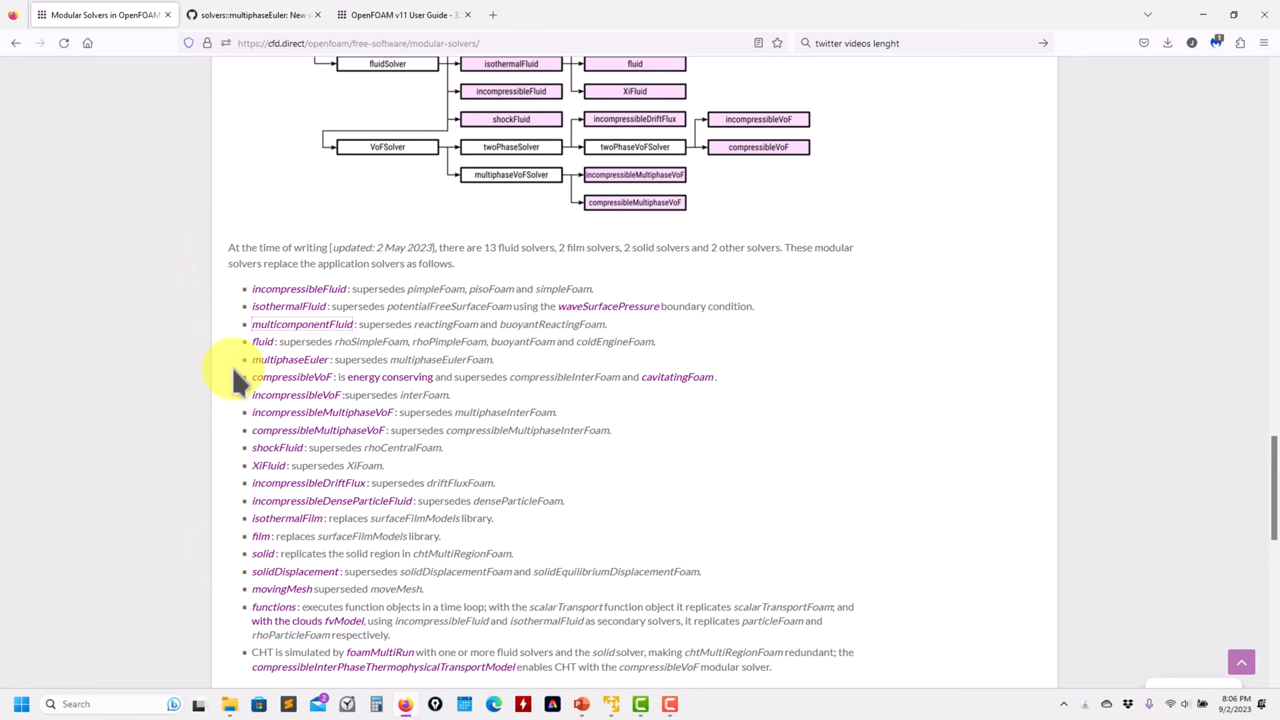 Modular Solvers in OpenFOAM
solvers::multiphaseEuler: New s
OpenFOAM v11 User Guide - 3.
https://cfd.direct/openfoam/free-software/modular-solvers/
twitter videos lenght
fluidSolver
isothermalFluid
fluid
incompressibleFluid
XiFluid
shockFluid
incompressibleDriftFlux
incompressibleVoF
VoFSolver
twoPhaseSolver
twoPhaseVoFSolver
compressibleVoF
multiphaseVoFSolver
incompressibleMultiphaseVoF
compressibleMultiphaseVoF
At the time of writing [updated: 2 May 2023], there are 13 fluid solvers, 2 film solvers, 2 solid solvers and 2 other solvers. These modular
solvers replace the application solvers as follows.
incompressibleFluid : supersedes pimpleFoam, pisoFoam and simpleFoam.
isothermalFluid : supersedes potentialFreeSurfaceFoam using the waveSurfacePressure boundary condition.
multicomponentFluid : supersedes reactingFoam and buoyantReactingFoam.
fluid : supersedes rhoSimpleFoam, rhoPimpleFoam, buoyantFoam and coldEngineFoam.
multiphaseEuler : supersedes multiphaseEulerFoam.
compressibleVoF : is energy conserving and supersedes compressibleInterFoam and cavitatingFoam .
incompressibleVoF :supersedes interFoam.
incompressibleMultiphaseVoF : supersedes multiphaseInterFoam.
compressibleMultiphaseVoF : supersedes compressibleMultiphaseInterFoam.
shockFluid : supersedes rhoCentralFoam.
XiFluid : supersedes XiFoam.
incompressibleDriftFlux : supersedes driftFluxFoam.
incompressibleDenseParticleFluid : supersedes denseParticleFoam.
isothermalFilm : replaces surfaceFilmModels library.
film : replaces surfaceFilmModels library.
solid : replicates the solid region in chtMultiRegionFoam.
solidDisplacement : supersedes solidDisplacementFoam and solidEquilibriumDisplacementFoam.
movingMesh superseded moveMesh.
functions : executes function objects in a time loop; with the scalarTransport function object it replicates scalarTransportFoam; and
with the clouds fvModel, using incompressibleFluid and isothermalFluid as secondary solvers, it replicates particleFoam and
rhoParticleFoam respectively.
CHT is simulated by foamMultiRun with one or more fluid solvers and the solid solver, making chtMultiRegionFoam redundant; the
compressibleInterPhaseThermophysicalTransportModel enables CHT with the compressibleVoF modular solver.
Search
2
1:06 PM
9/2/2023